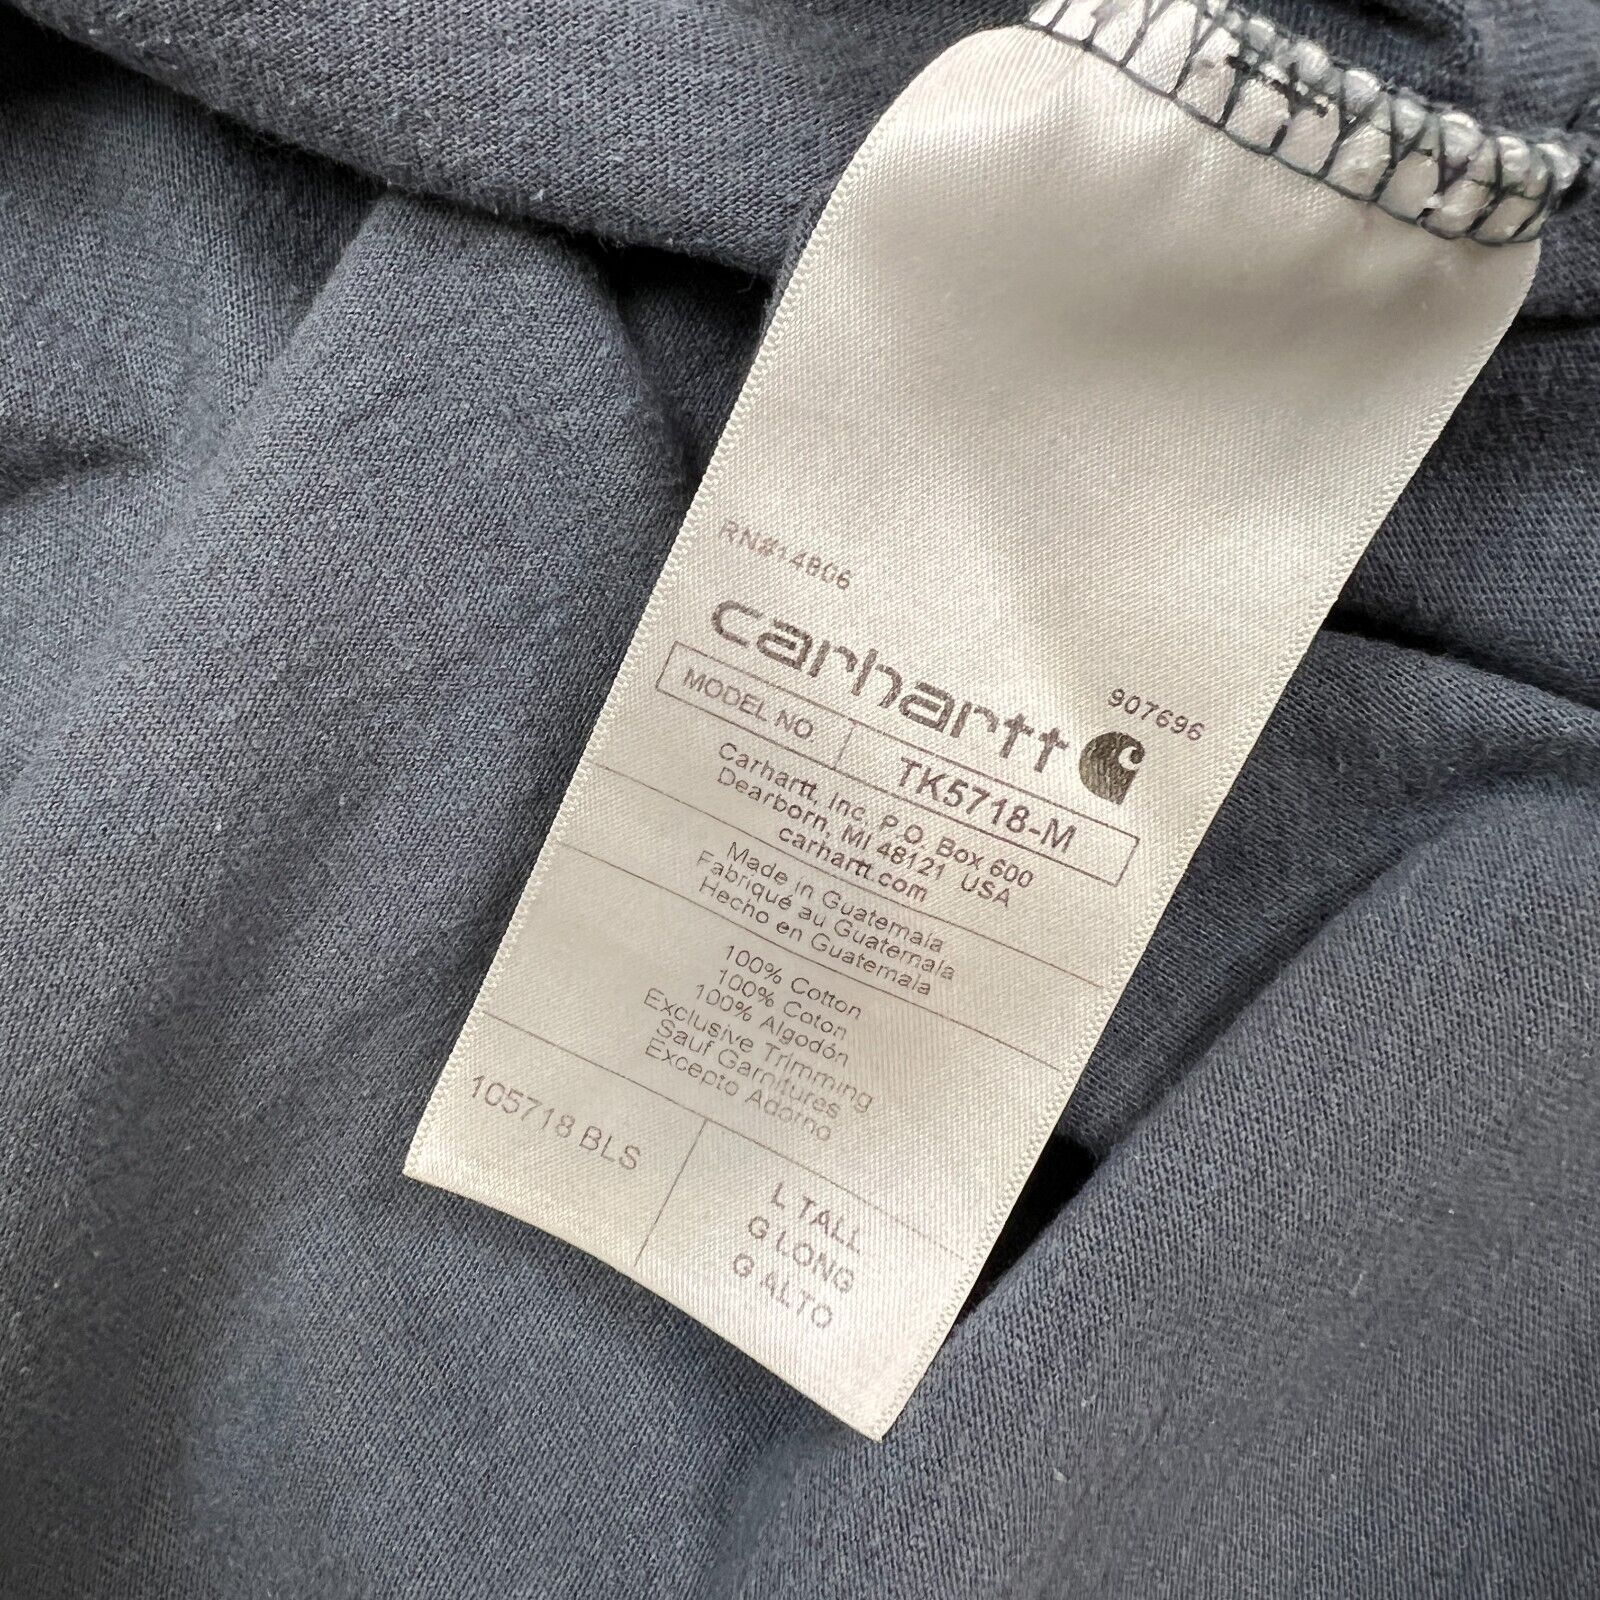 RN#14806
carhartt
907696
MODEL NO TK5718-M
Carhartt, Inc, P.O. Box 600
Dearborn, MI 48121 USA
carhartt.com
Made in Guatemala
Fabriqué au Guatemala
Hecho en Guatemala
100% Cotton
100% Coton
100% Algodón
Exclusive Trimming
Sauf Garnitures
Excepto Adorno
105718 BLS
L TALL
G LONG
G ALTO